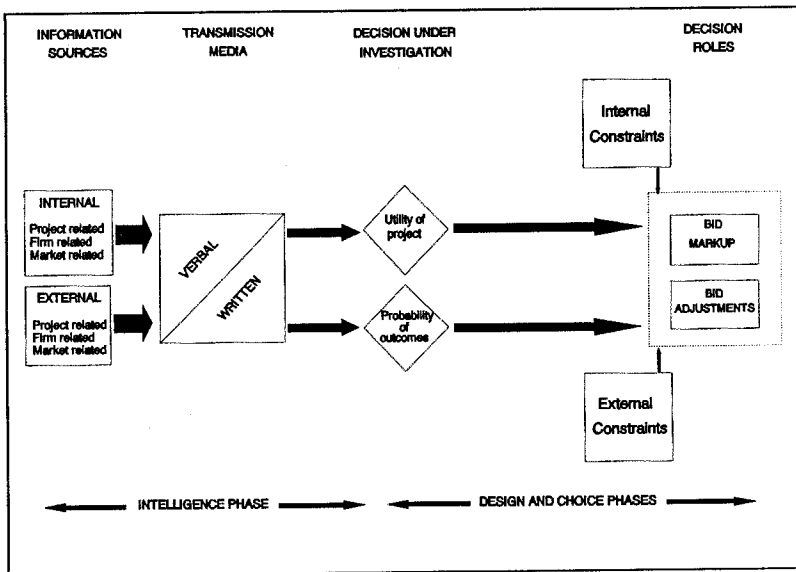 INFORMATION
SOURCES
TRANSMISSION
MEDIA
DECISION UNDER
INVESTIGATION
DECISION
ROLES
Internal
Constraints
INTERNAL
Project related
Firm related
Market related
EXTERNAL
Project related
Firm related
Market related
VERBAL
WRITTEN
Utility of
project
Probability
of
outcomes
BID
MARKUP
BID
ADJUSTMENTS
External
Constraints
INTELLIGENCE PHASE
DESIGN AND CHOICE PHASES